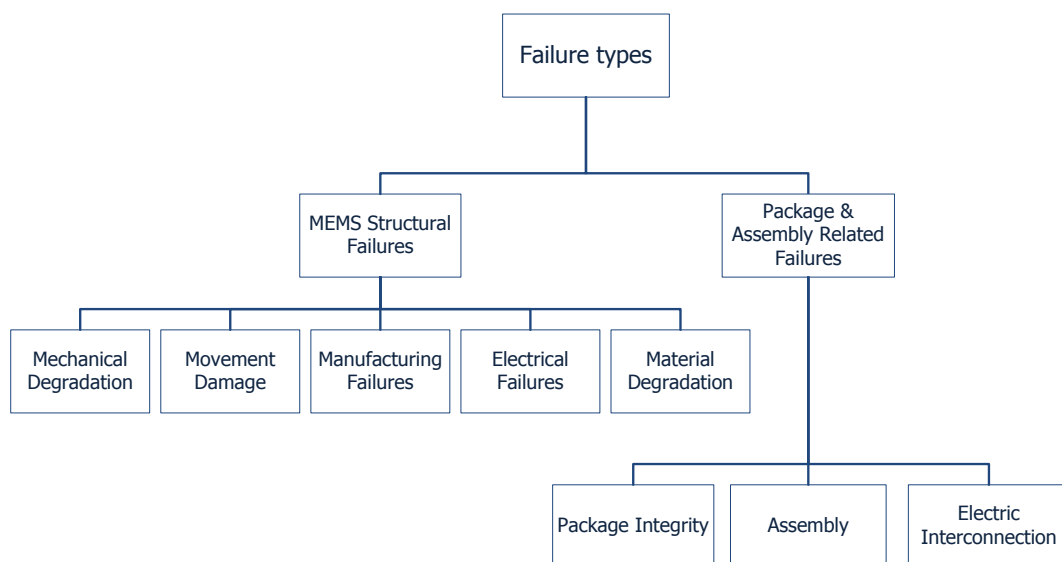 Failure types
MEMS Structural
Failures
Package &
Assembly Related
Failures
Mechanical
Degradation
Movement
Damage
Manufacturing
Failures
Electrical
Failures
Material
Degradation
Package Integrity
Assembly
Electric
Interconnection